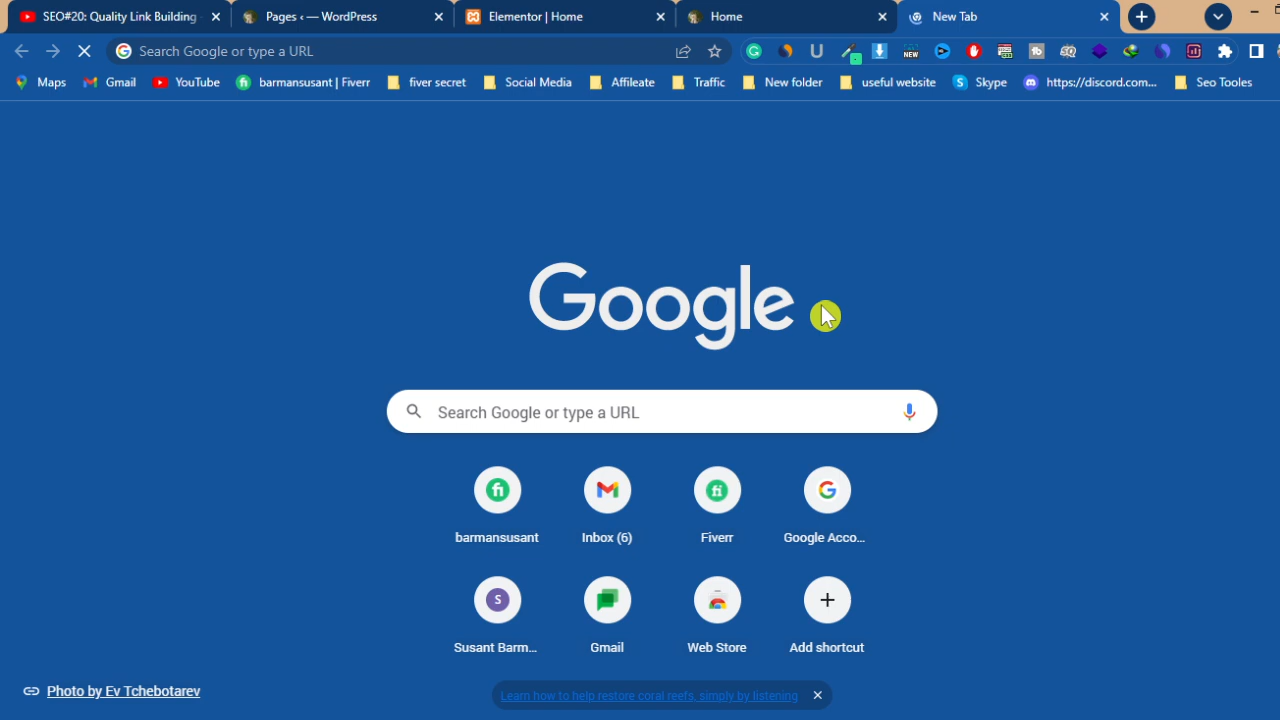 SEO#20: Quality Link Building
Pages ‹ — WordPress
Elementor | Home
Home
New Tab
Search Google or type a URL
NEW
Maps
Gmail
YouTube
barmansusant | Fiverr
fiver secret
Social Media
Affileate
Traffic
New folder
useful website
Skype
https://discord.com...
Seo Tooles
Google
Search Google or type a URL
barmansusant
Inbox (6)
Fiverr
Google Acco...
S
Susant Barm...
Gmail
Web Store
Add shortcut
Photo by Ev Tchebotarev
Learn how to help restore coral reefs, simply by listening